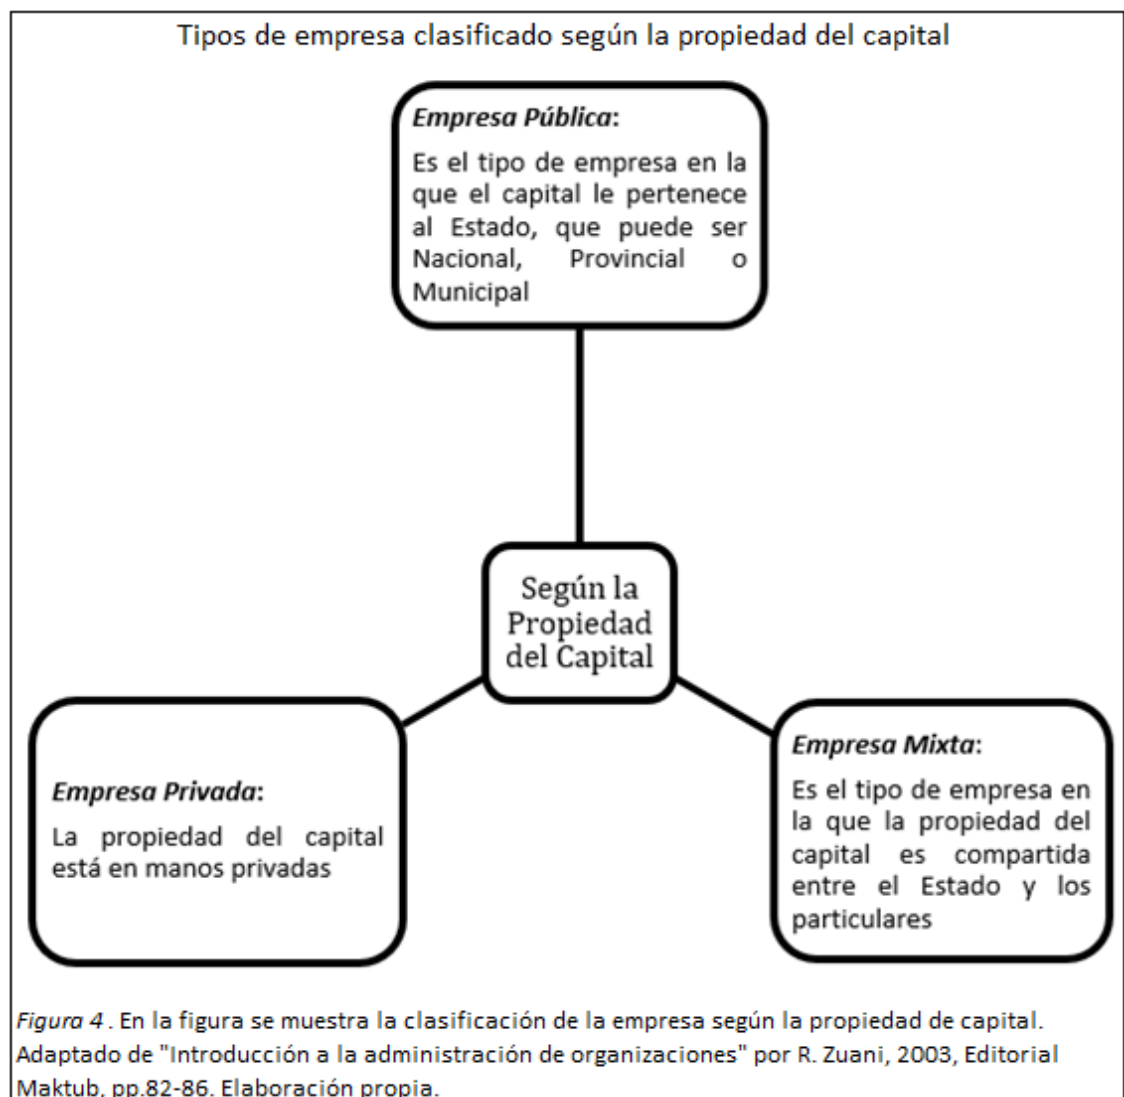 Tipos de empresa clasificado según la propiedad del capital
Empresa Pública:
Es el tipo de empresa en la
que el capital le pertenece
al Estado, que puede ser
Nacional, Provincial o
Municipal
Según la
Propiedad
del Capital
Empresa Privada:
La propiedad del capital
está en manos privadas
Empresa Mixta:
Es el tipo de empresa en
la que la propiedad del
capital es compartida
entre el Estado y los
particulares
Figura 4 . En la figura se muestra la clasificación de la empresa según la propiedad de capital.
Adaptado de "Introducción a la administración de organizaciones" por R. Zuani, 2003, Editorial
Maktub, pp.82-86. Elaboración propia.